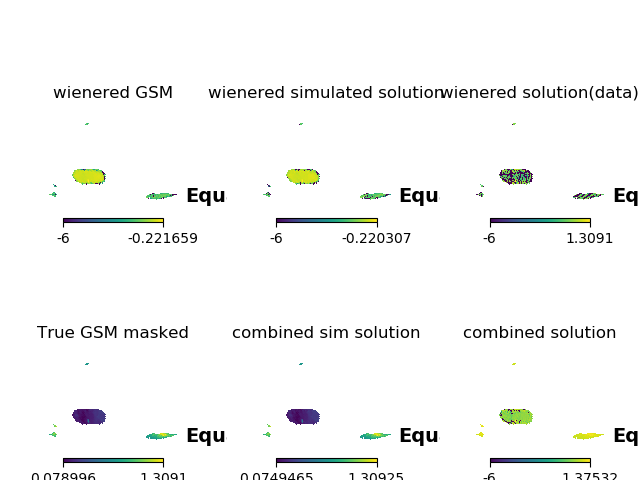 wienered GSM
wienered simulated solution
wienered solution(data)
Equ
Equ
Eq
-6
-0.221659
-6
-0.220307
-6
1.3091
True GSM masked
combined sim solution
combined solution
Equ
Equ
Eq
0.078996
1.3091
0.0749465
1.30925
-6
1.37532